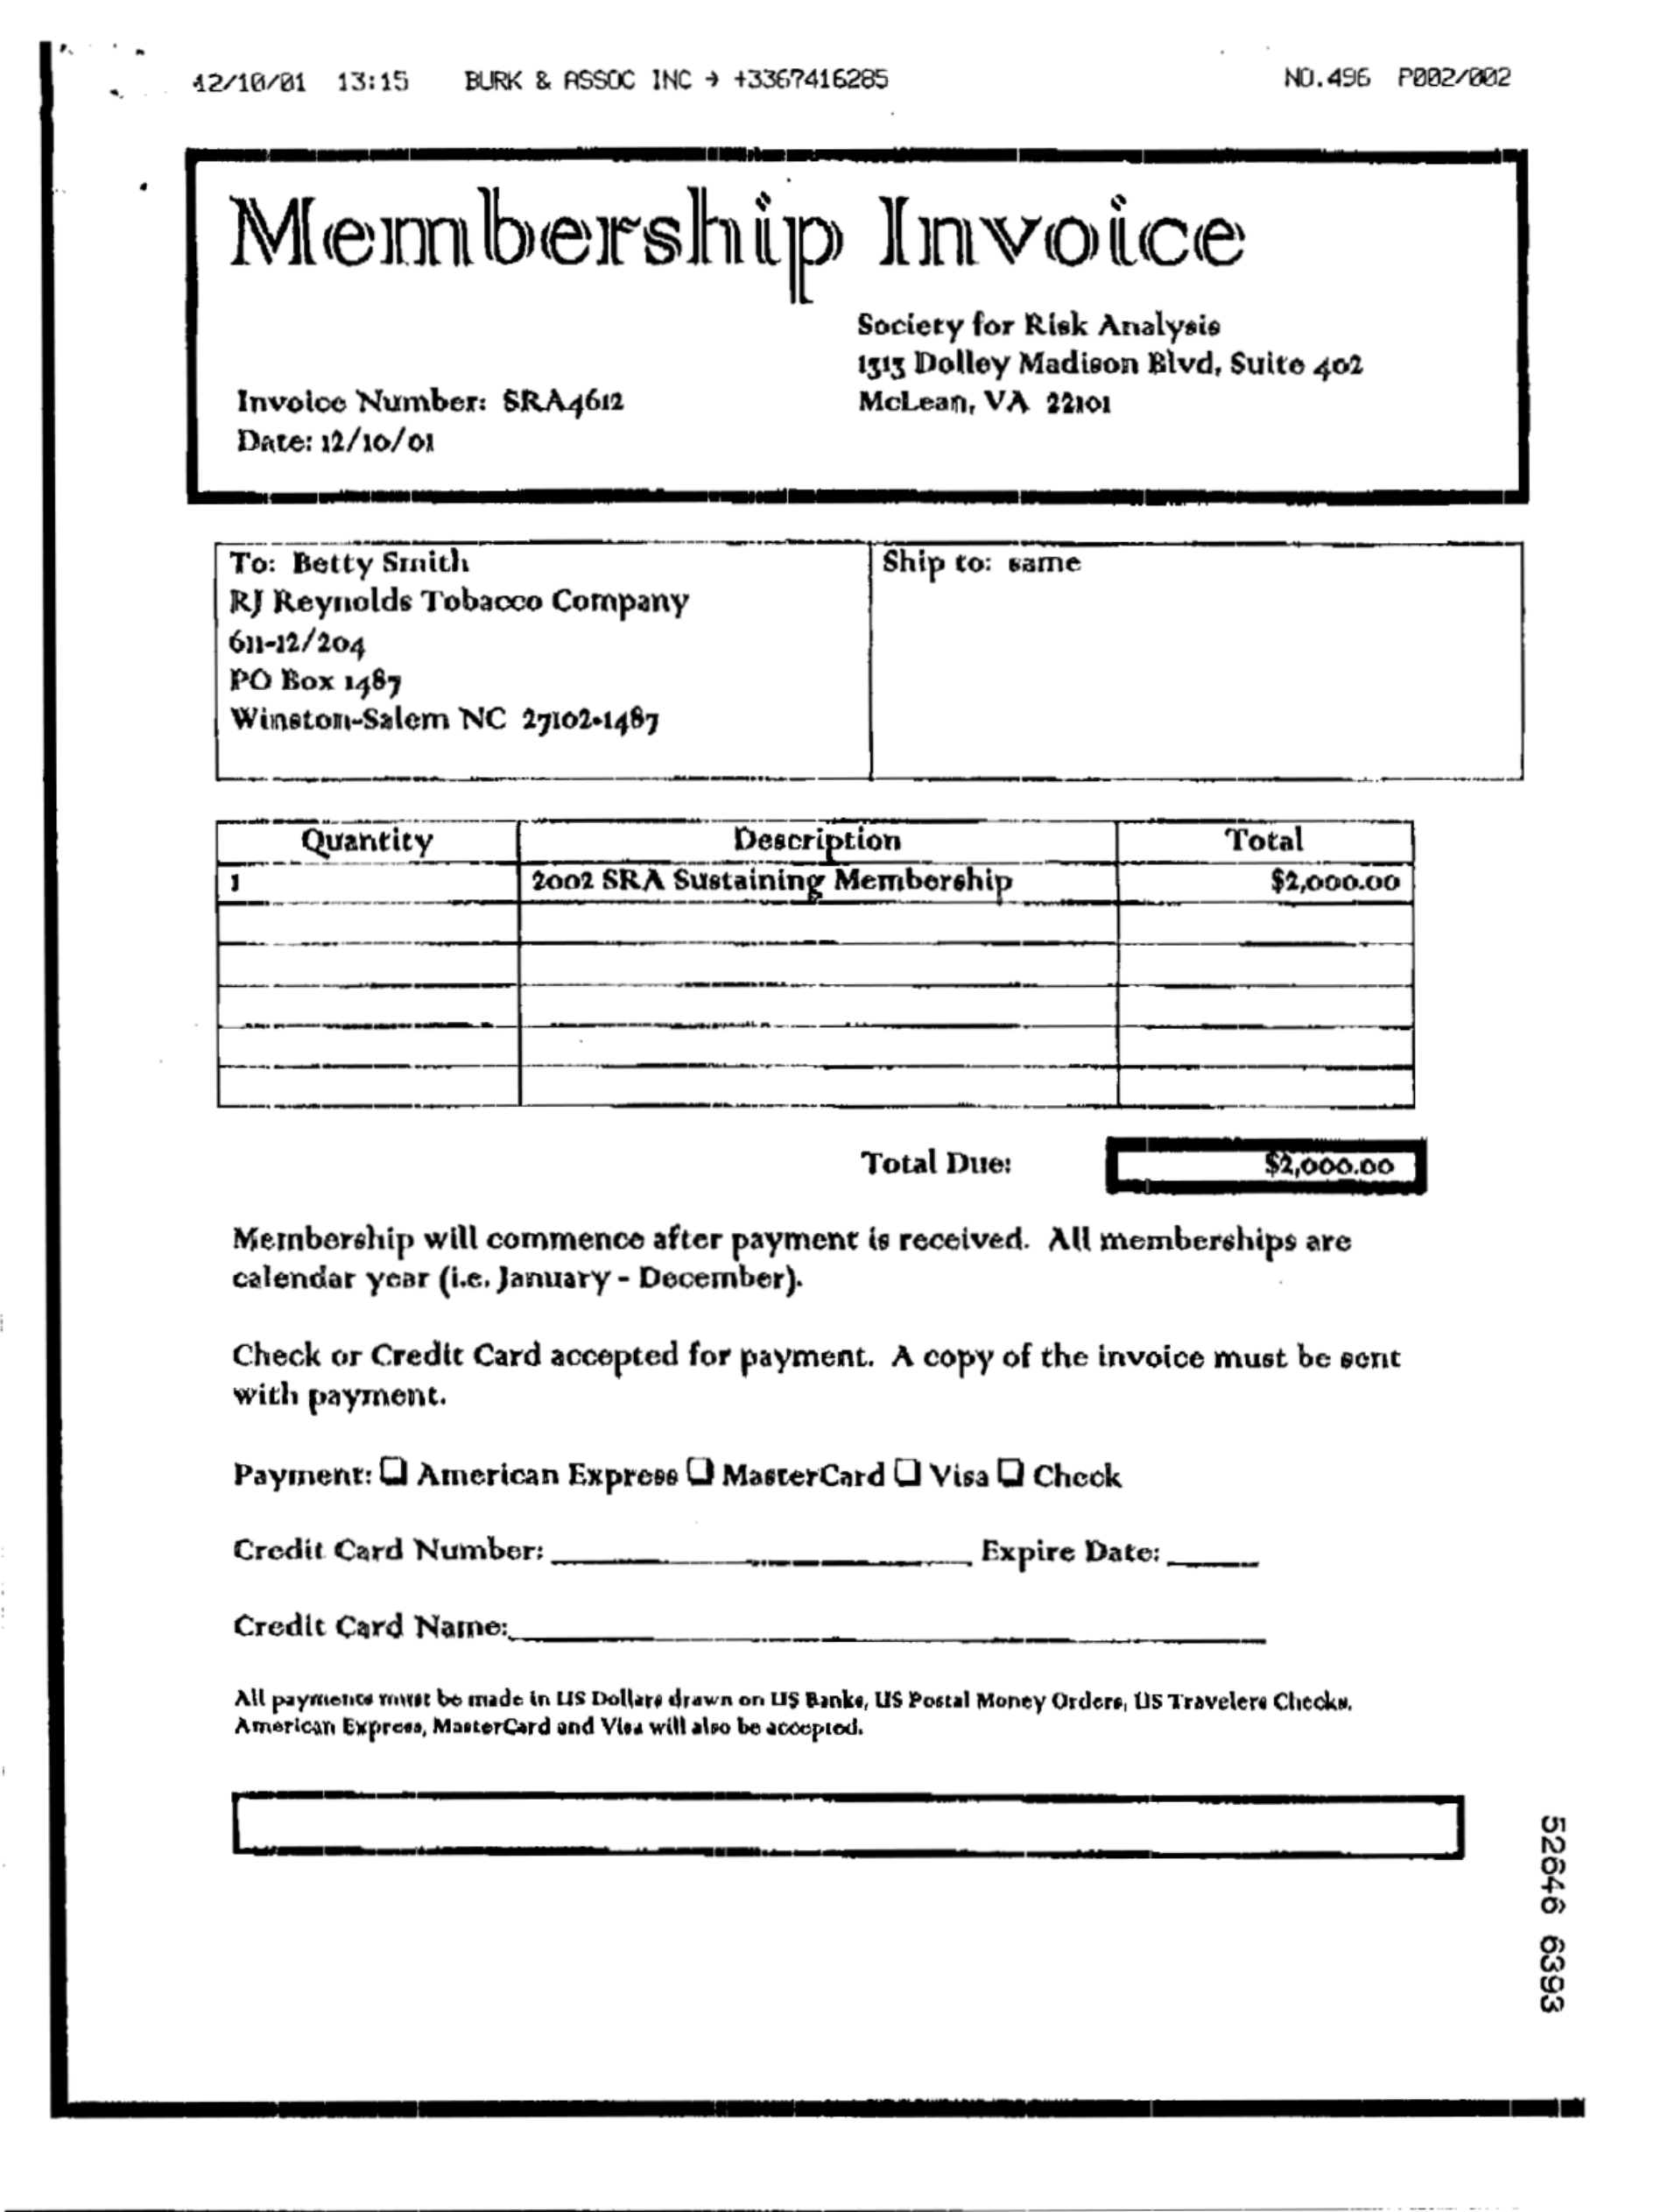 12/10/01 13:15 BURK & ASSOC INC → +3367416285 NO.496 P002/002
Membership Invoice
Society for Risk Analysis
1313 Dolley Madison Blvd, Suite 402
McLean, VA 22101
Invoice Number: SRA4612
Date: 12/10/01
To: Betty Smith
RJ Reynolds Tobacco Company
611-12/204
PO Box 1487
Winston-Salem NC 27102-1487
Ship to: same
Quantity Description Total
1 2002 SRA Sustaining Membership $2,000.00
Total Due: $2,000.00
Membership will commence after payment is received. All memberships are
calendar year (i.e. January - December).
Check or Credit Card accepted for payment. A copy of the invoice must be sent
with payment.
Payment: ❑ American Express ❑ MasterCard ❑ Visa ❑ Check
Credit Card Number: Expire Date:
Credit Card Name:
All payments must be made in US Dollars drawn on US Banks, US Postal Money Orders, US Travelers Checks.
American Express, MasterCard and Visa will also be accepted.
52646 6393